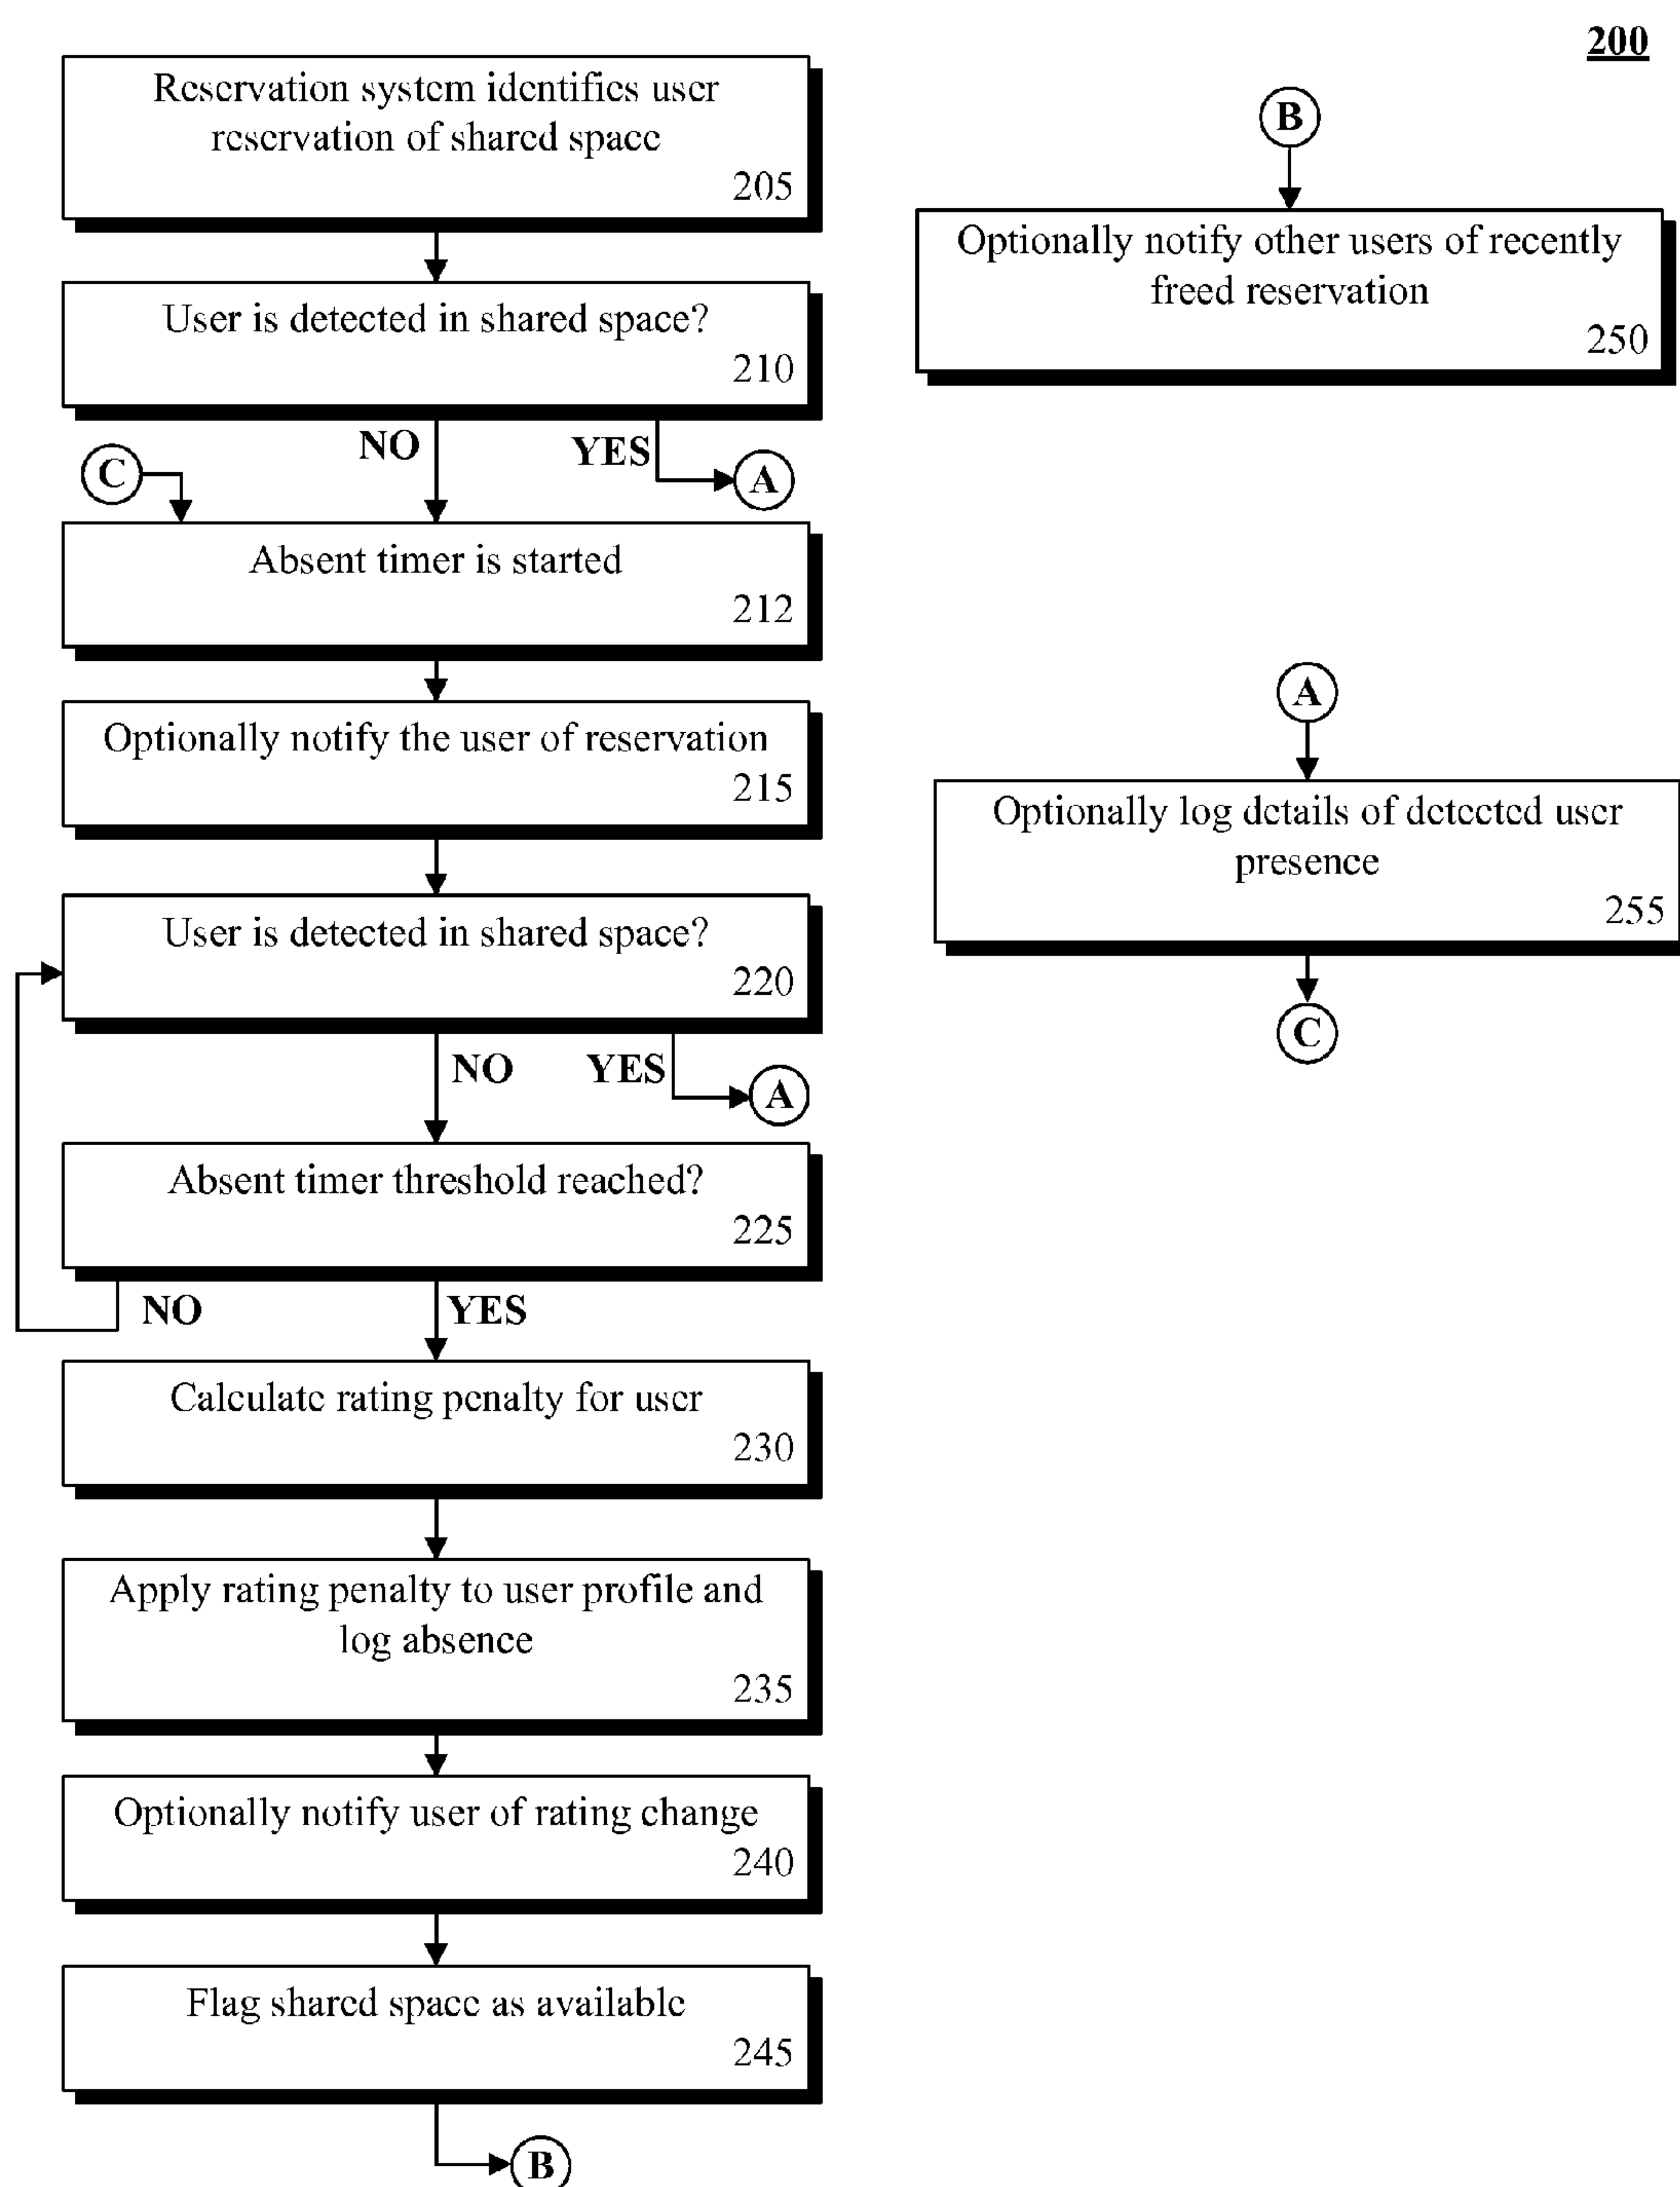 200
Reservation system identifies user
reservation of shared space
205
User is detected in shared space?
210
NO
YES
C
A
Absent timer is started
212
Optionally notify the user of reservation
215
User is detected in shared space?
220
NO
YES
A
Absent timer threshold reached?
225
NO
YES
Calculate rating penalty for user
230
Apply rating penalty to user profile and
log absence
235
Optionally notify user of rating change
240
Flag shared space as available
245
B
B
Optionally notify other users of recently
freed reservation
250
A
Optionally log details of detected user
presence
255
C